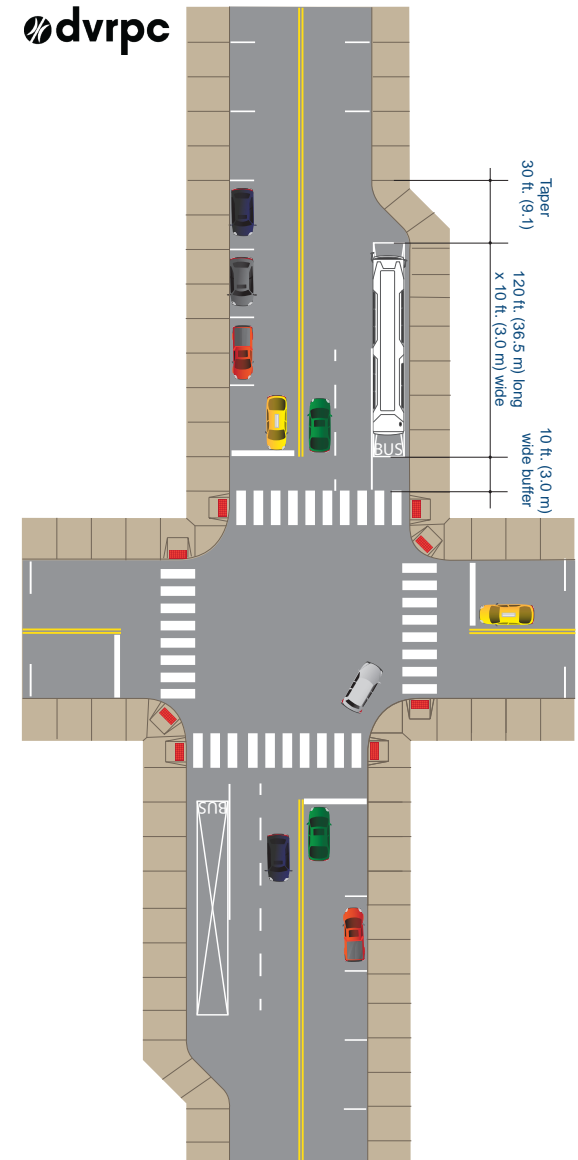 dvrpc
Taper
30 ft. (9.1)
120 ft. (36.5 m) long
x 10 ft. (3.0 m) wide
10 ft. (3.0 m)
wide buffer
BUS
BUS